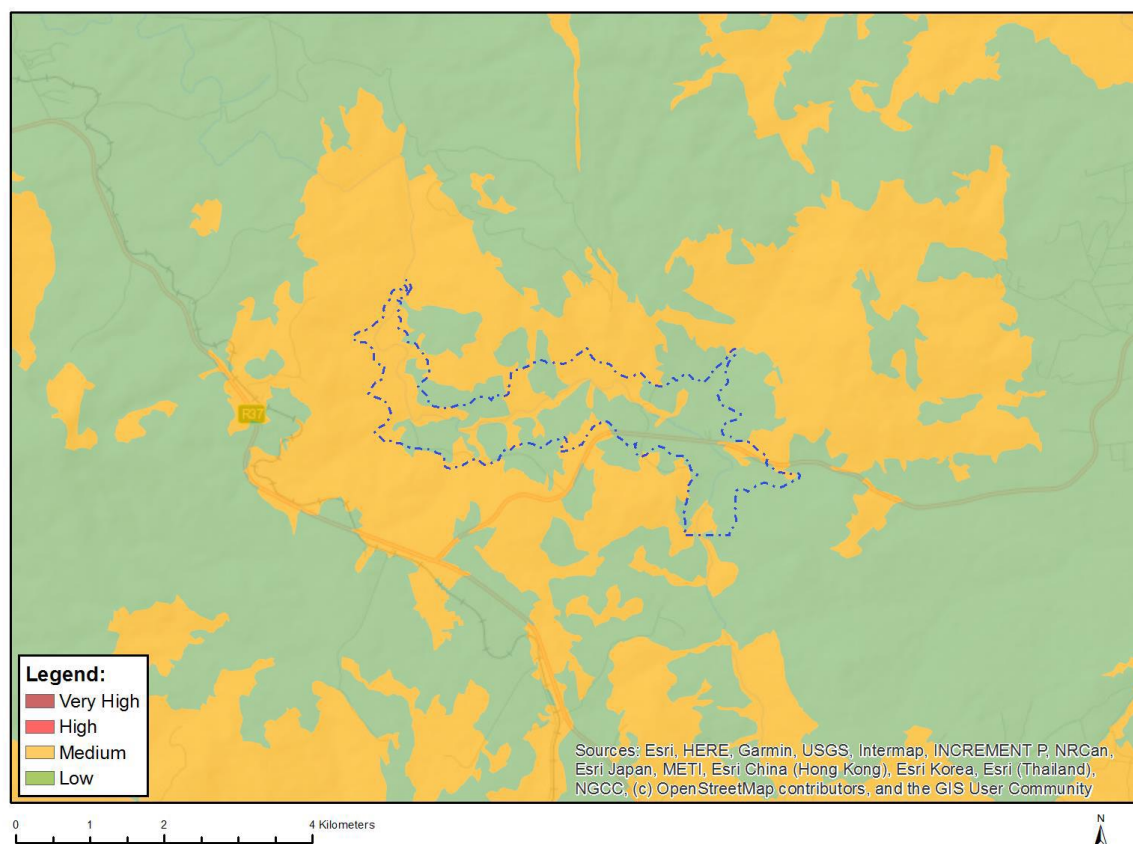 R37
Legend:
Very High
High
Medium
Low
Sources: Esri, HERE, Garmin, USGS, Intermap, INCREMENT P, NRCan,
Esri Japan, METI, Esri China (Hong Kong), Esri Korea, Esri (Thailand),
NGCC, (c) OpenStreetMap contributors, and the GIS User Community
0 1 2 4 Kilometers
N